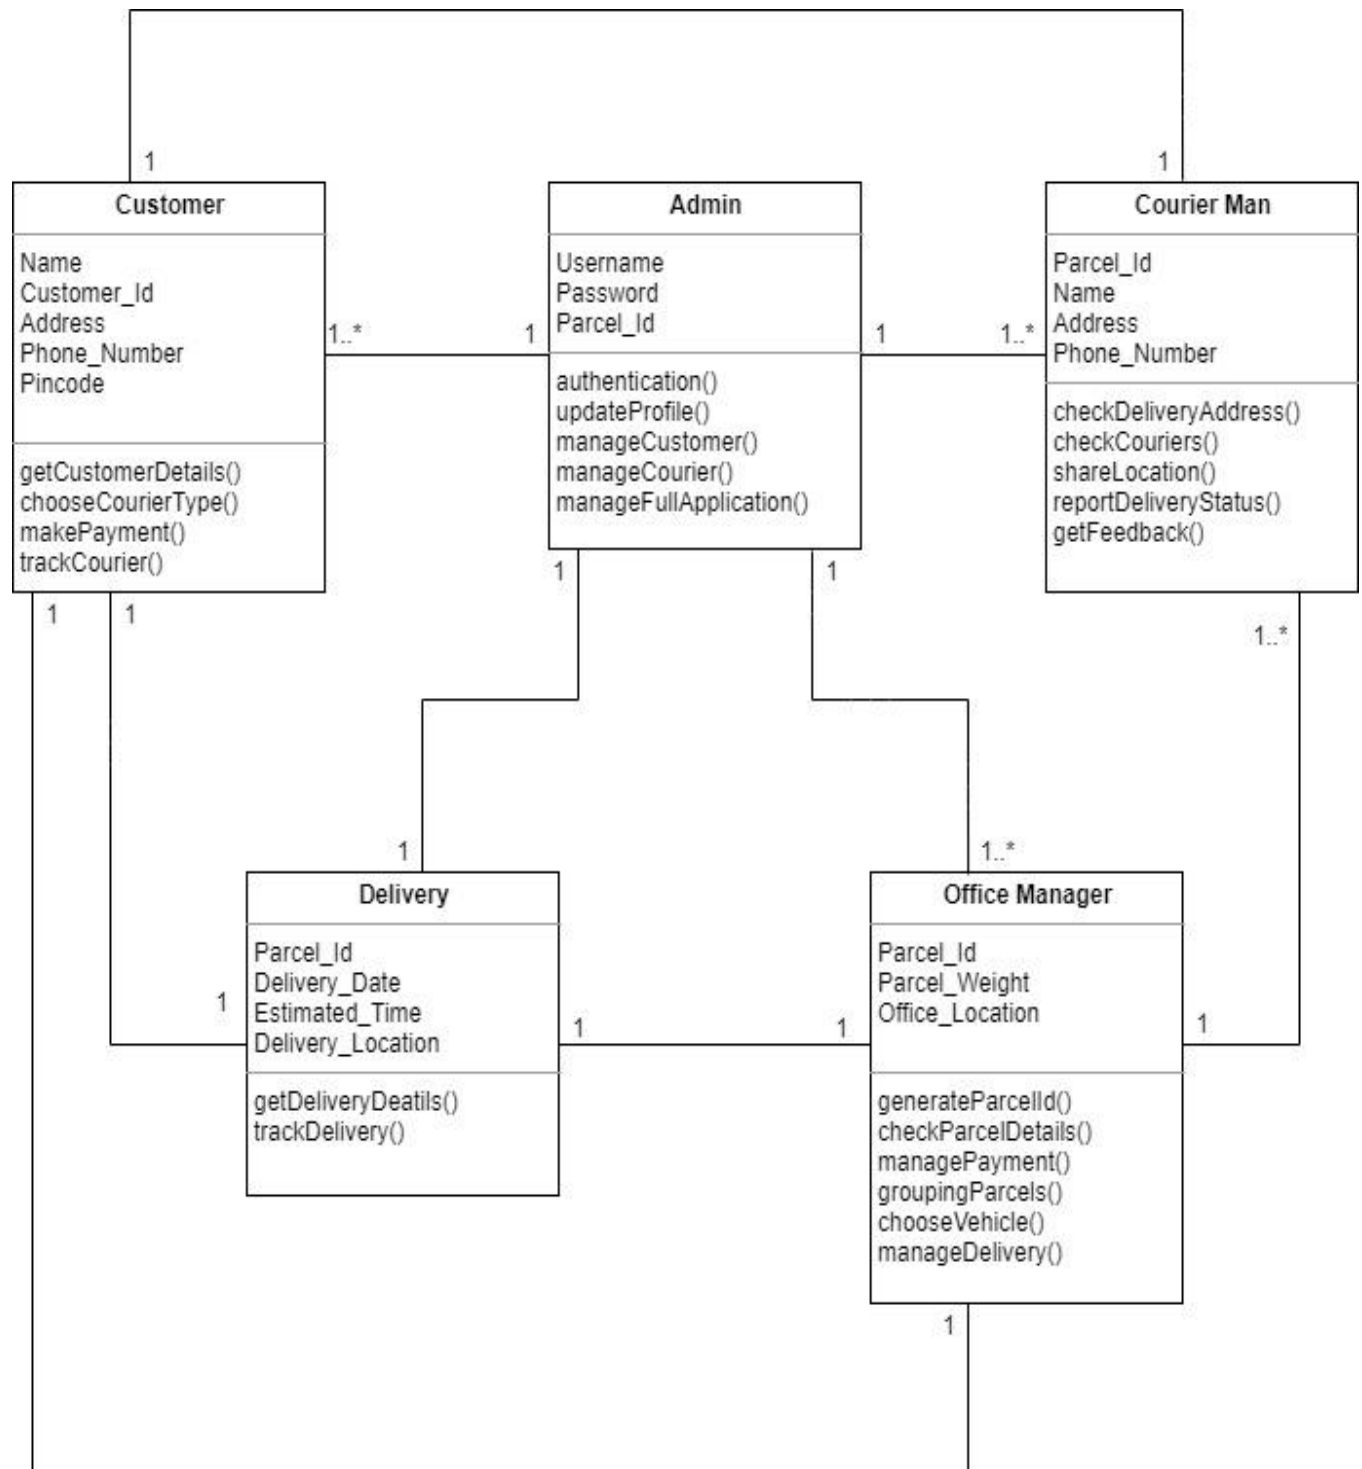 1
1
Customer
Name
Customer_Id
Address
Phone_Number
Pincode
getCustomerDetails()
chooseCourierType()
makePayment()
trackCourier()
1..*
1
Admin
Username
Password
Parcel_Id
authentication()
updateProfile()
manageCustomer()
manageCourier()
manageFullApplication()
1
1..*
Courier Man
Parcel_Id
Name
Address
Phone_Number
checkDeliveryAddress()
checkCouriers()
shareLocation()
reportDeliveryStatus()
getFeedback()
1
1
1
1
1..*
1
1..*
Delivery
Parcel_Id
Delivery_Date
Estimated_Time
Delivery_Location
getDeliveryDeatils()
trackDelivery()
1
1
1
Office Manager
Parcel_Id
Parcel_Weight
Office_Location
generateParcelId()
checkParcelDetails()
managePayment()
groupingParcels()
chooseVehicle()
manageDelivery()
1
1